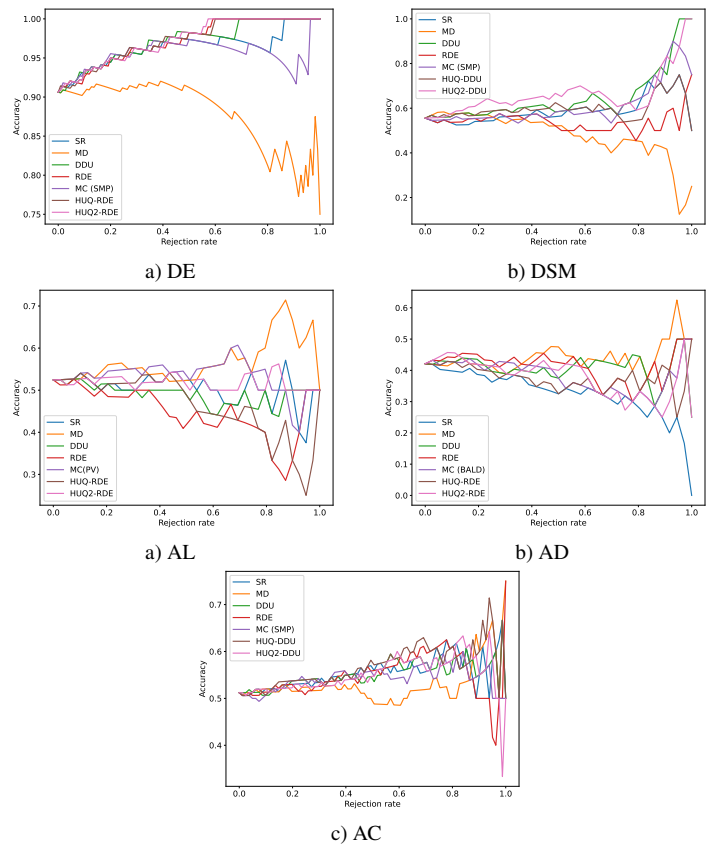 1.00
0.95
0.90
0.85
0.80
0.75
Accuracy
SR
MD
DDU
RDE
MC (SMP)
HUQ-RDE
HUQ2-RDE
0.0 0.2 0.4 0.6 0.8 1.0
Rejection rate
a) DE
1.0
0.8
0.6
0.4
0.2
Accuracy
SR
MD
DDU
RDE
MC (SMP)
HUQ-DDU
HUQ2-DDU
0.0 0.2 0.4 0.6 0.8 1.0
Rejection rate
b) DSM
0.7
0.6
0.5
0.4
0.3
Accuracy
SR
MD
DDU
RDE
MC(PV)
HUQ-RDE
HUQ2-RDE
0.0 0.2 0.4 0.6 0.8 1.0
Rejection rate
a) AL
0.6
0.5
0.4
0.3
0.2
0.1
0.0
Accuracy
SR
MD
DDU
RDE
MC (BALD)
HUQ-RDE
HUQ2-RDE
0.0 0.2 0.4 0.6 0.8 1.0
Rejection rate
b) AD
0.7
0.6
0.5
0.4
Accuracy
SR
MD
DDU
RDE
MC (SMP)
HUQ-DDU
HUQ2-DDU
0.0 0.2 0.4 0.6 0.8 1.0
Rejection rate
c) AC